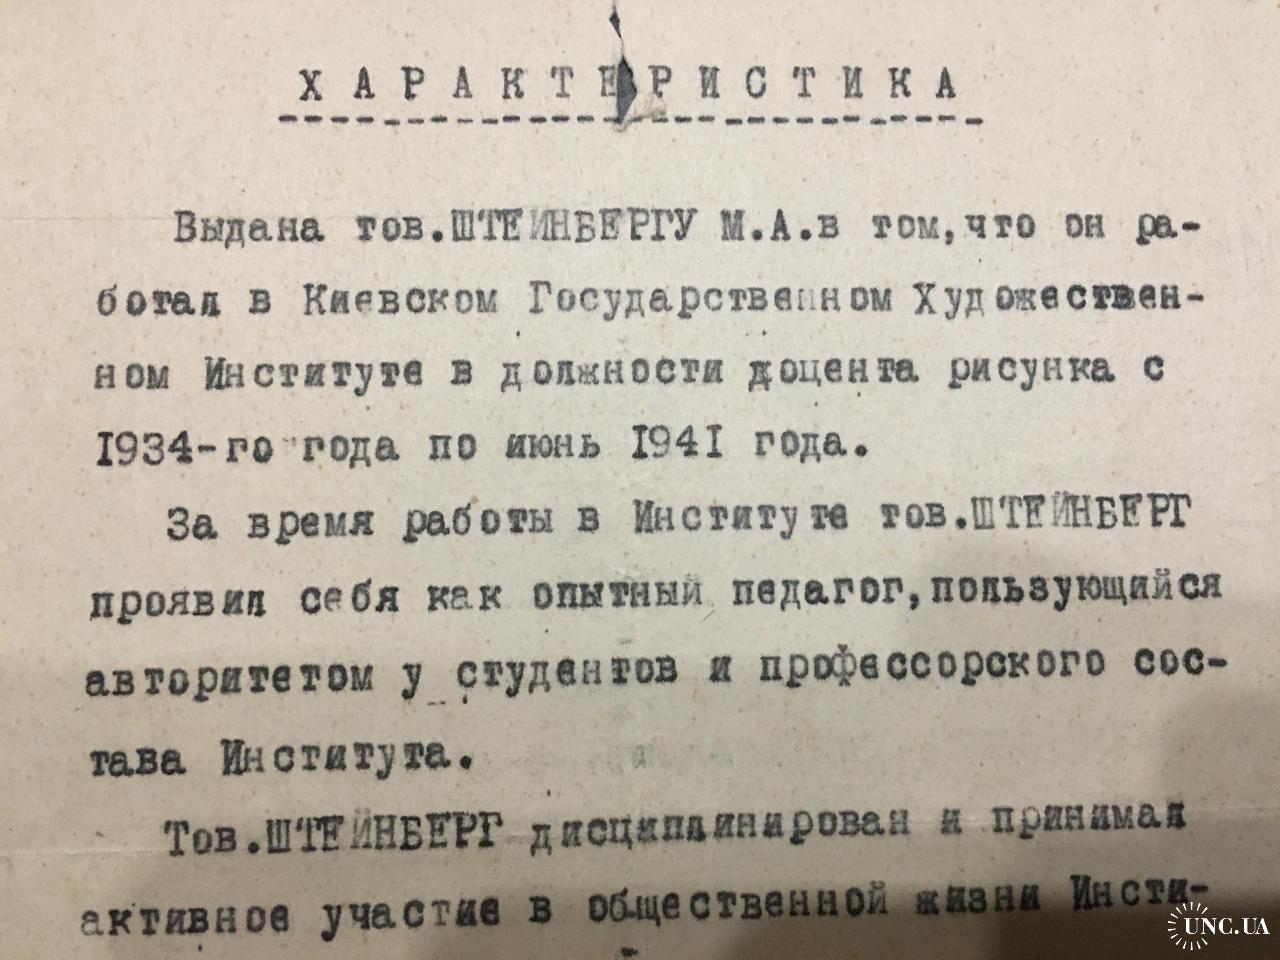 ХАРАКТЕРИСТИКА
Выдана тов.ШТЕЙНБЕРГУ М.А.в том,что он ра-
ботал в Киевском Государственном Художествен-
ном Институте в должности доцента рисунка с
1934-го года по июнь 1941 года.
За время работы в Институте тов.ШТЕЙНБЕРГ
проявил себя как опытный педагог,пользующийся
авторитетом у студентов и профессорского сос-
тава Института.
Тов.ШТЕЙНБЕРГ дисциплинирован и принимал
активное участие в общественной жизни Инсти-
UNC.UA